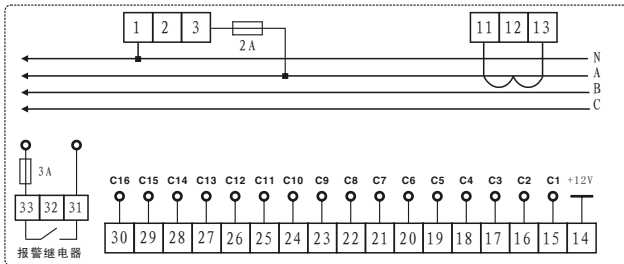 1 2 3
2A
11 12 13
N
A
B
C
3A
33 32 31
报警继电器
C16 C15 C14 C13 C12 C11 C10 C9 C8 C7 C6 C5 C4 C3 C2 C1 +12V
30 29 28 27 26 25 24 23 22 21 20 19 18 17 16 15 14